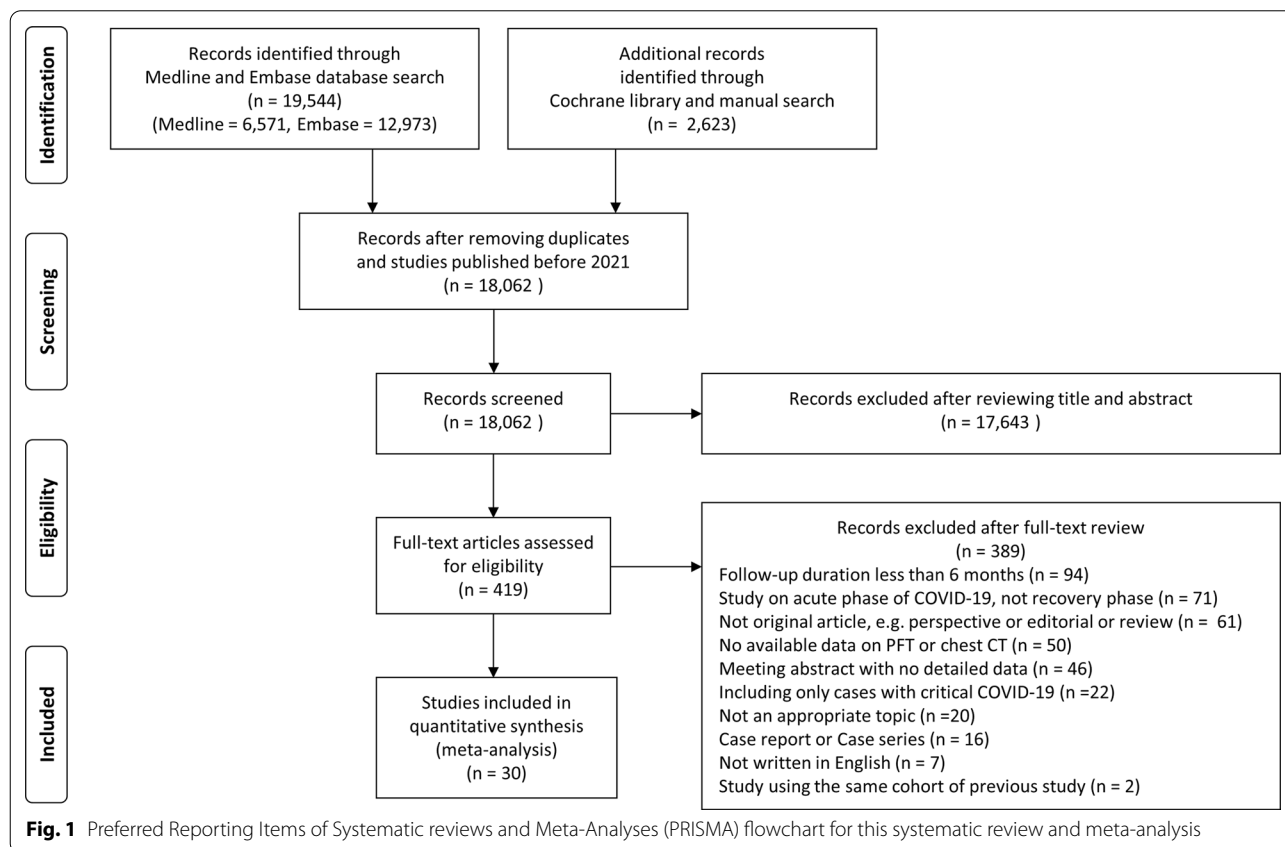 Identification
Records identified through
Medline and Embase database search
(n = 19,544)
(Medline = 6,571, Embase = 12,973)
Additional records
identified through
Cochrane library and manual search
(n = 2,623)
Screening
Records after removing duplicates
and studies published before 2021
(n = 18,062 )
Records screened
(n = 18,062 )
Records excluded after reviewing title and abstract
(n = 17,643 )
Eligibility
Full-text articles assessed
for eligibility
(n = 419)
Records excluded after full-text review
(n = 389)
Follow-up duration less than 6 months (n = 94)
Study on acute phase of COVID-19, not recovery phase (n = 71)
Not original article, e.g. perspective or editorial or review (n = 61)
No available data on PFT or chest CT (n = 50)
Meeting abstract with no detailed data (n = 46)
Including only cases with critical COVID-19 (n =22)
Not an appropriate topic (n =20)
Case report or Case series (n = 16)
Not written in English (n = 7)
Study using the same cohort of previous study (n = 2)
Included
Studies included in
quantitative synthesis
(meta-analysis)
(n = 30)
Fig. 1 Preferred Reporting Items of Systematic reviews and Meta-Analyses (PRISMA) flowchart for this systematic review and meta-analysis